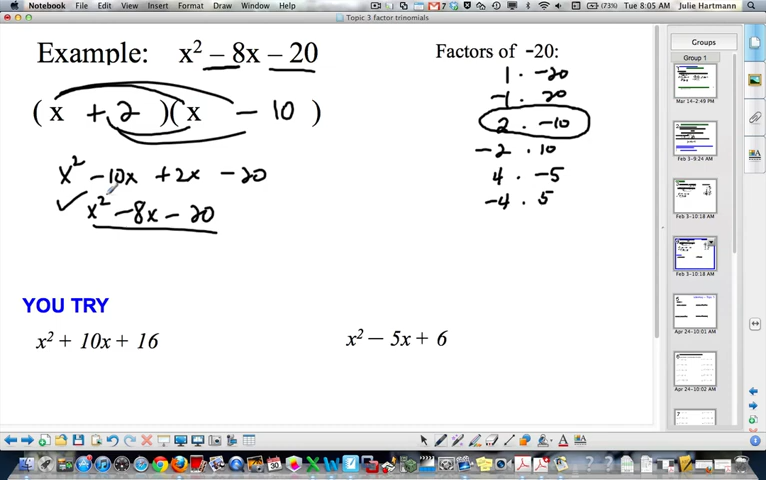 Notebook File Edit View Insert Format Tools Window Help
(71%) Tue 8:05 AM Julie Hartmann
Topic 3 factor trinomials
Example: x² – 8x – 20
Factors of -20:
1 · -20
-1 · 20
2 · -10
-2 · 10
4 · -5
-4 · 5
(x + 2)(x - 10)
x² - 10x + 2x - 20
✓ x² - 8x - 20
YOU TRY
x² + 10x + 16
x² – 5x + 6
Groups
Group 1
Mar 14-2:49 PM
Feb 3-9:24 AM
Feb 3-10:18 AM
Feb 3-10:18 AM
Apr 24-10:01 AM
Apr 24-10:02 AM